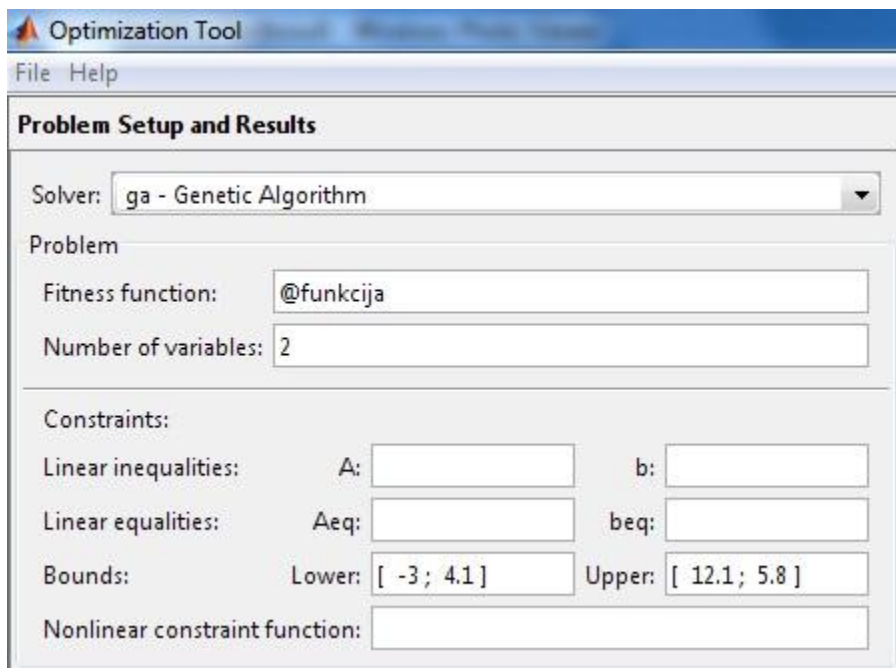 Optimization Tool
File Help
Problem Setup and Results
Solver: ga - Genetic Algorithm
Problem
Fitness function: @funkcija
Number of variables: 2
Constraints:
Linear inequalities: A: b:
Linear equalities: Aeq: beq:
Bounds: Lower: [ -3 ; 4.1 ] Upper: [ 12.1 ; 5.8 ]
Nonlinear constraint function: